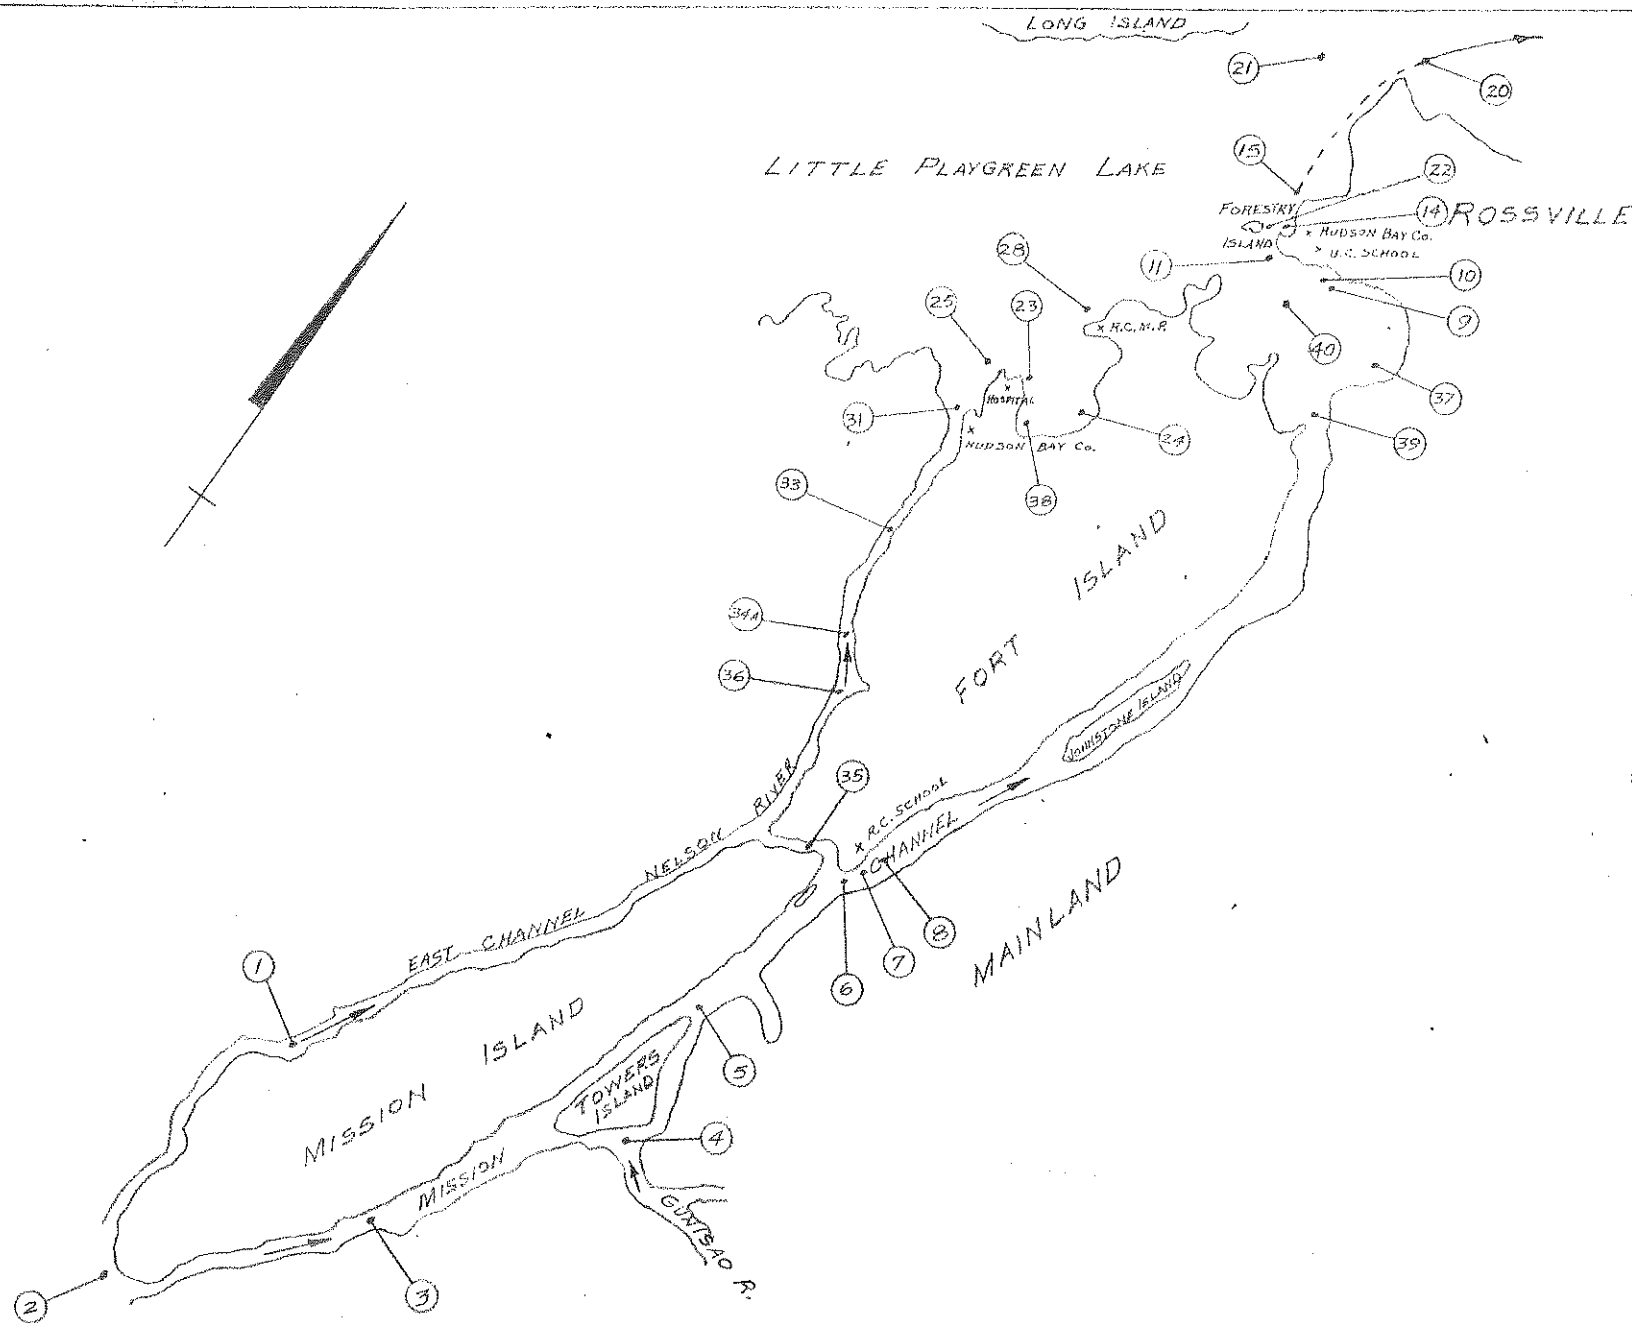 LONG ISLAND
21
20
LITTLE PLAYGREEN LAKE
15
22
FORESTRY
ISLAND
14
ROSSVILLE
HUDSON BAY CO.
U.C. SCHOOL
11
10
9
28
25
23
x R.C.M.P.
40
37
HOSPITAL
31
HUDSON BAY CO.
24
39
33
38
FORT ISLAND
34A
36
JOHNSTONE ISLAND
35
x R.C. SCHOOL
EAST CHANNEL NELSON RIVER
CHANNEL
MAINLAND
8
7
6
1
MISSION ISLAND
5
TOWERS
ISLAND
4
MISSION
GUNISAO R.
3
2